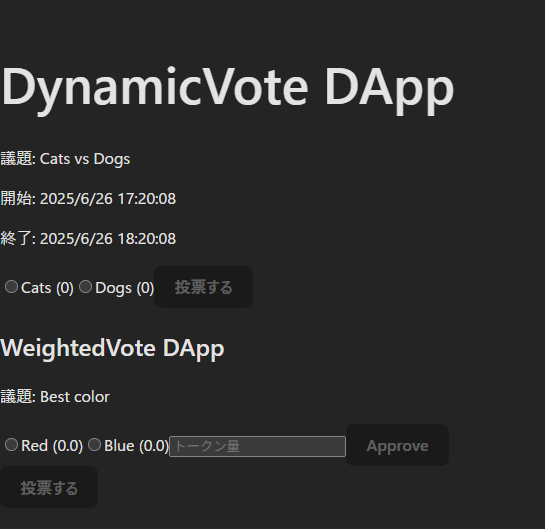 DynamicVote DApp
議題: Cats vs Dogs
開始: 2025/6/26 17:20:08
終了: 2025/6/26 18:20:08
Cats (0) Dogs (0) 投票する
WeightedVote DApp
議題: Best color
Red (0.0) Blue (0.0) トークン量 Approve
投票する